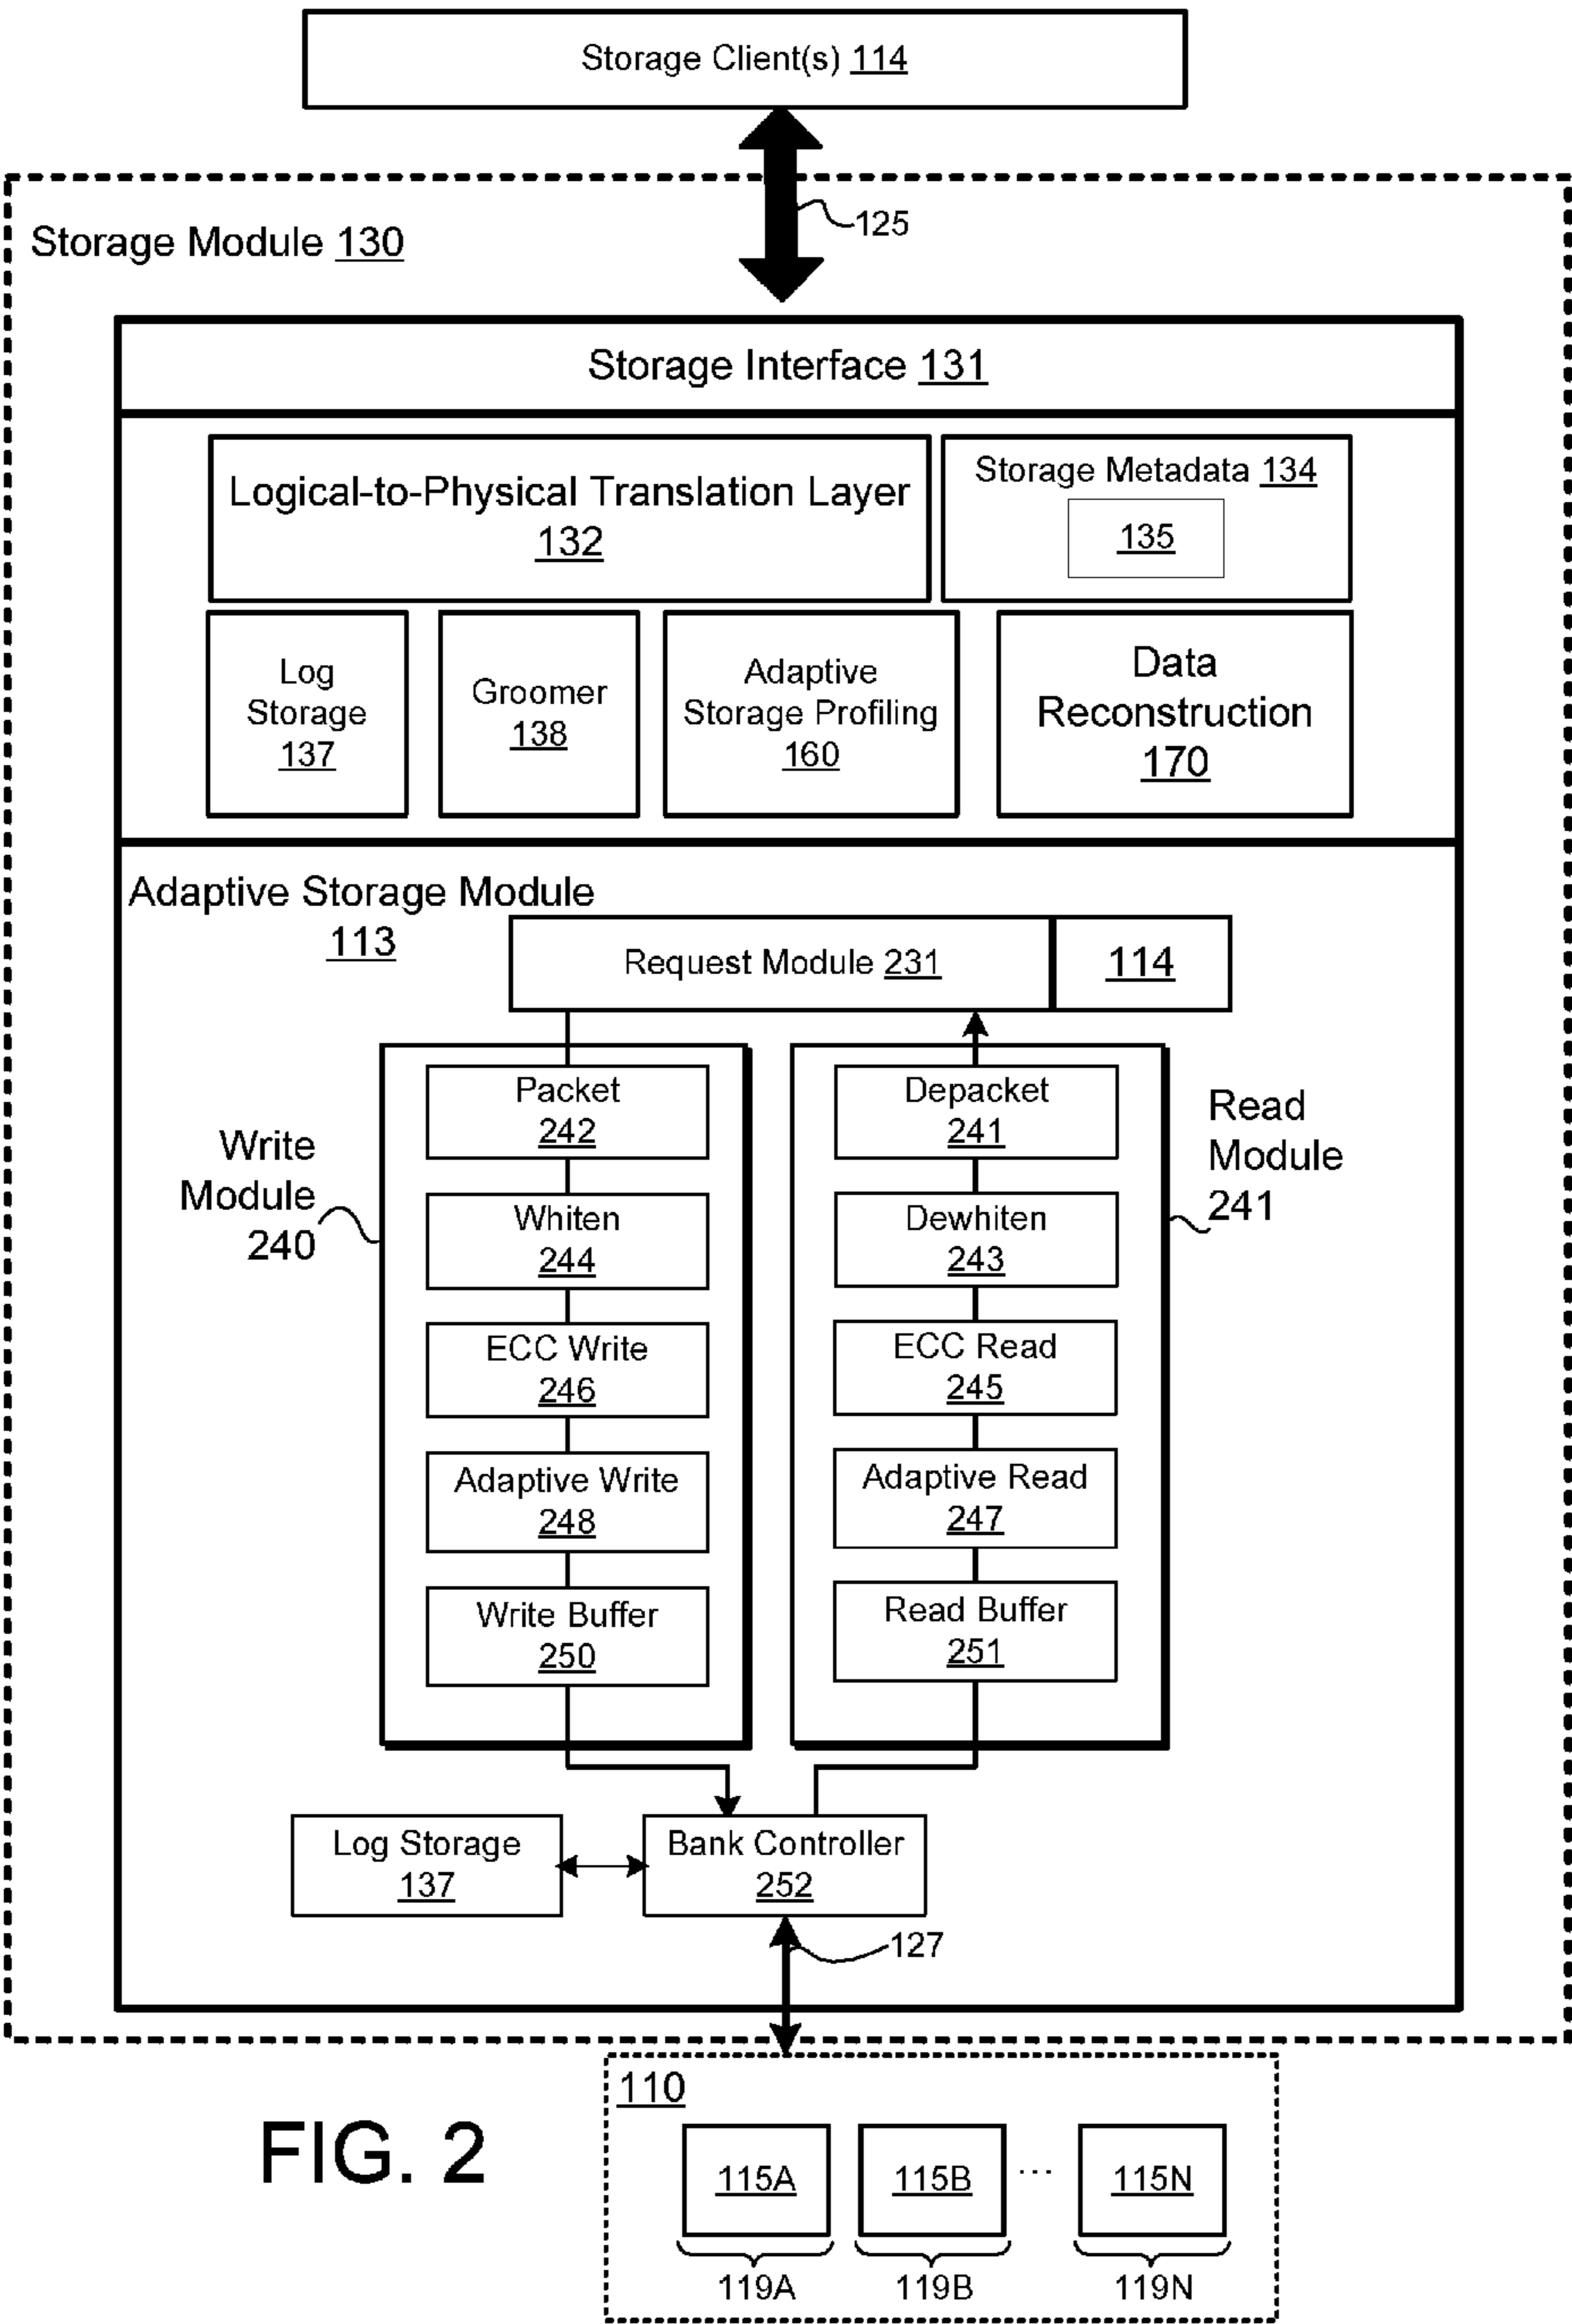 Storage Client(s) 114
125
Storage Module 130
Storage Interface 131
Logical-to-Physical Translation Layer
132
Storage Metadata 134
135
Log
Storage
137
Groomer
138
Adaptive
Storage Profiling
160
Data
Reconstruction
170
Adaptive Storage Module
113
Request Module 231
114
Write
Module
240
Packet
242
Whiten
244
ECC Write
246
Adaptive Write
248
Write Buffer
250
Depacket
241
Dewhiten
243
ECC Read
245
Adaptive Read
247
Read Buffer
251
Read
Module
241
Log Storage
137
Bank Controller
252
127
110
115A
115B
...
115N
119A
119B
119N
FIG. 2